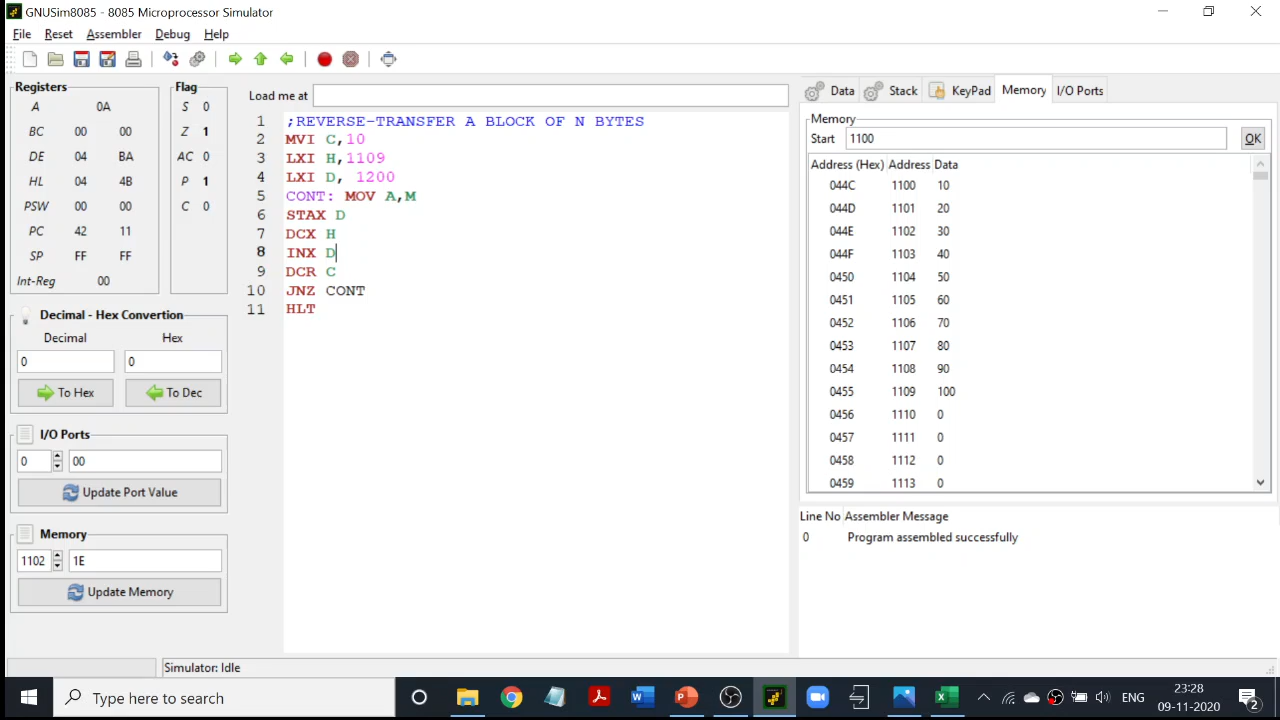 GNUSim8085 - 8085 Microprocessor Simulator
File Reset Assembler Debug Help
Registers
A 0A
BC 00 00
DE 04 BA
HL 04 4B
PSW 00 00
PC 42 11
SP FF FF
Int-Reg 00
Flag
S 0
Z 1
AC 0
P 1
C 0
Decimal - Hex Convertion
Decimal Hex
0 0
To Hex To Dec
I/O Ports
0 00
Update Port Value
Memory
1102 1E
Update Memory
Load me at
1 ;REVERSE-TRANSFER A BLOCK OF N BYTES
2 MVI C,10
3 LXI H,1109
4 LXI D, 1200
5 CONT: MOV A,M
6 STAX D
7 DCX H
8 INX D
9 DCR C
10 JNZ CONT
11 HLT
Data Stack KeyPad Memory I/O Ports
Memory
Start 1100 OK
Address (Hex) Address Data
044C 1100 10
044D 1101 20
044E 1102 30
044F 1103 40
0450 1104 50
0451 1105 60
0452 1106 70
0453 1107 80
0454 1108 90
0455 1109 100
0456 1110 0
0457 1111 0
0458 1112 0
0459 1113 0
Line No Assembler Message
0 Program assembled successfully
Simulator: Idle
Type here to search
ENG
23:28
09-11-2020
2